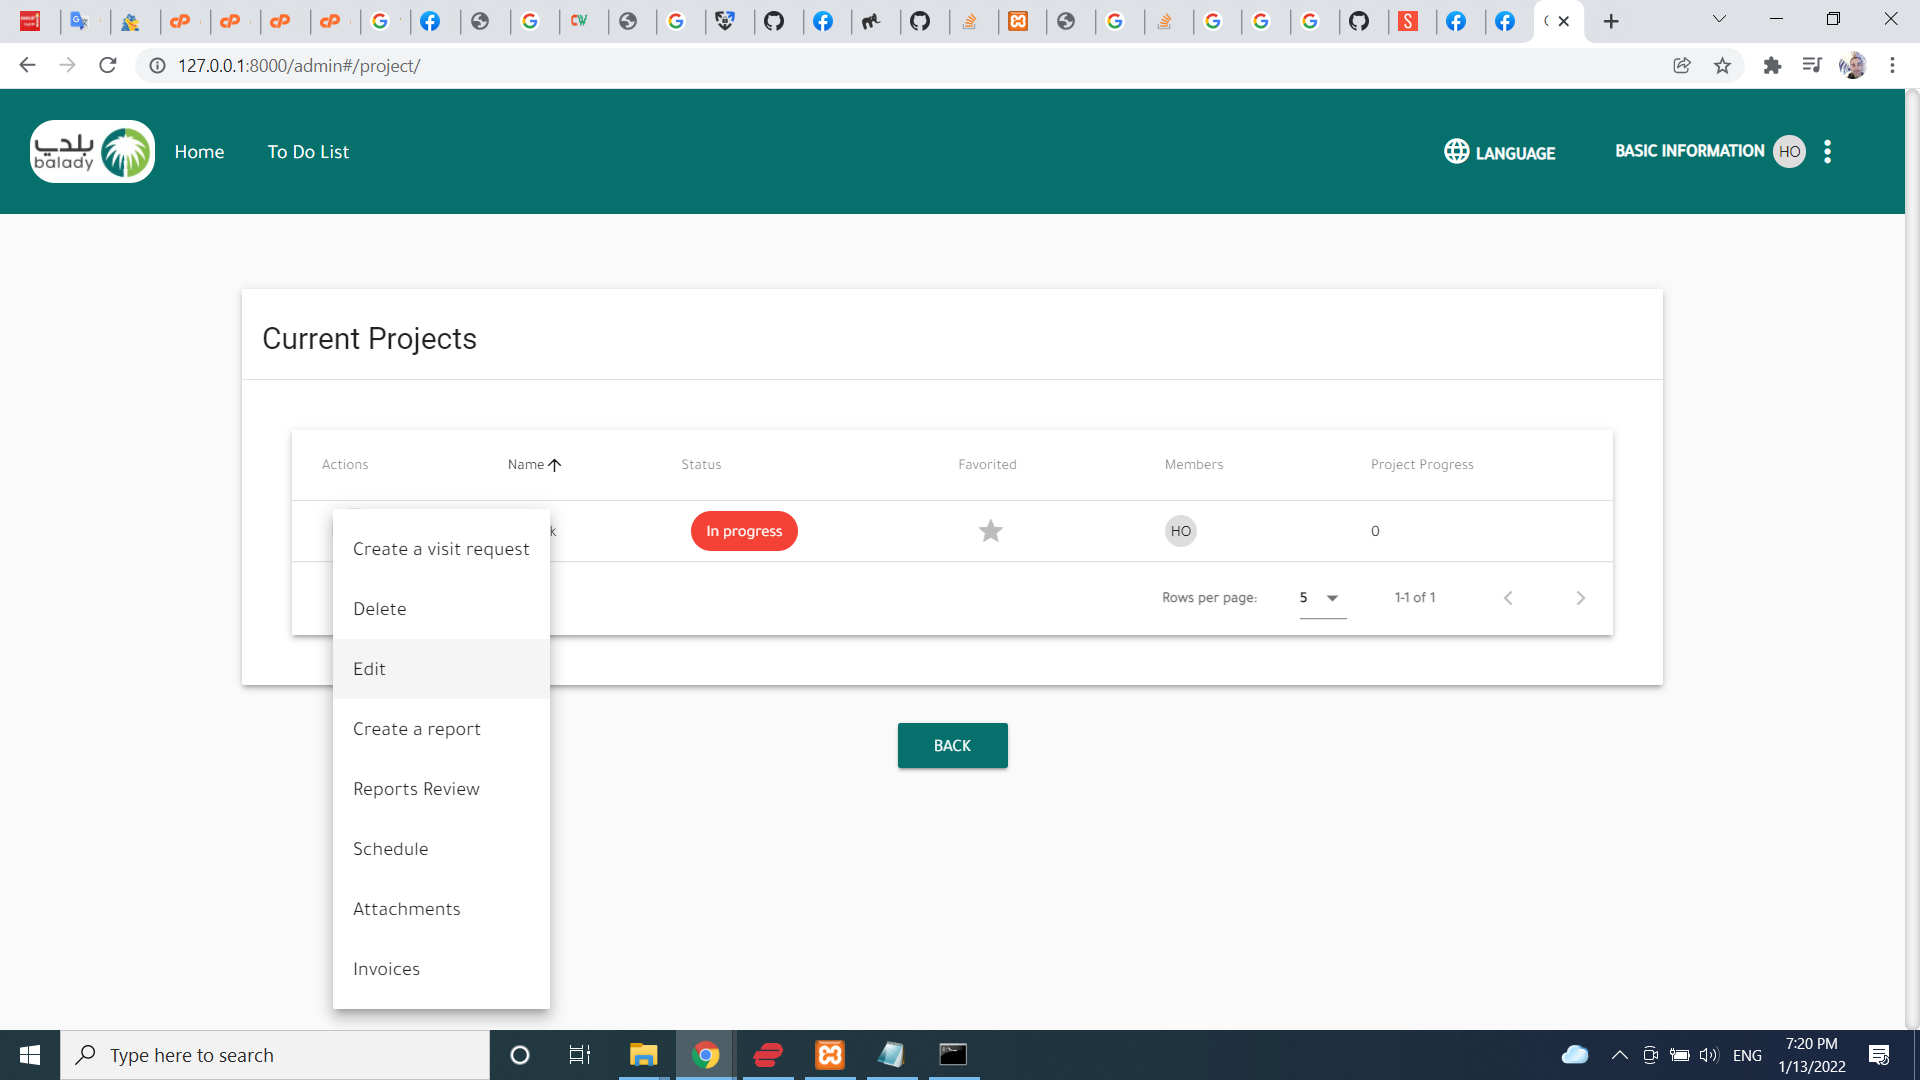 127.0.0.1:8000/admin#/project/
بلدي
balady
Home
To Do List
LANGUAGE
BASIC INFORMATION
HO
Current Projects
Actions
Name
Status
Favorited
Members
Project Progress
k
In progress
HO
0
Rows per page:
5
1-1 of 1
Create a visit request
Delete
Edit
Create a report
Reports Review
Schedule
Attachments
Invoices
BACK
Type here to search
ENG
7:20 PM
1/13/2022